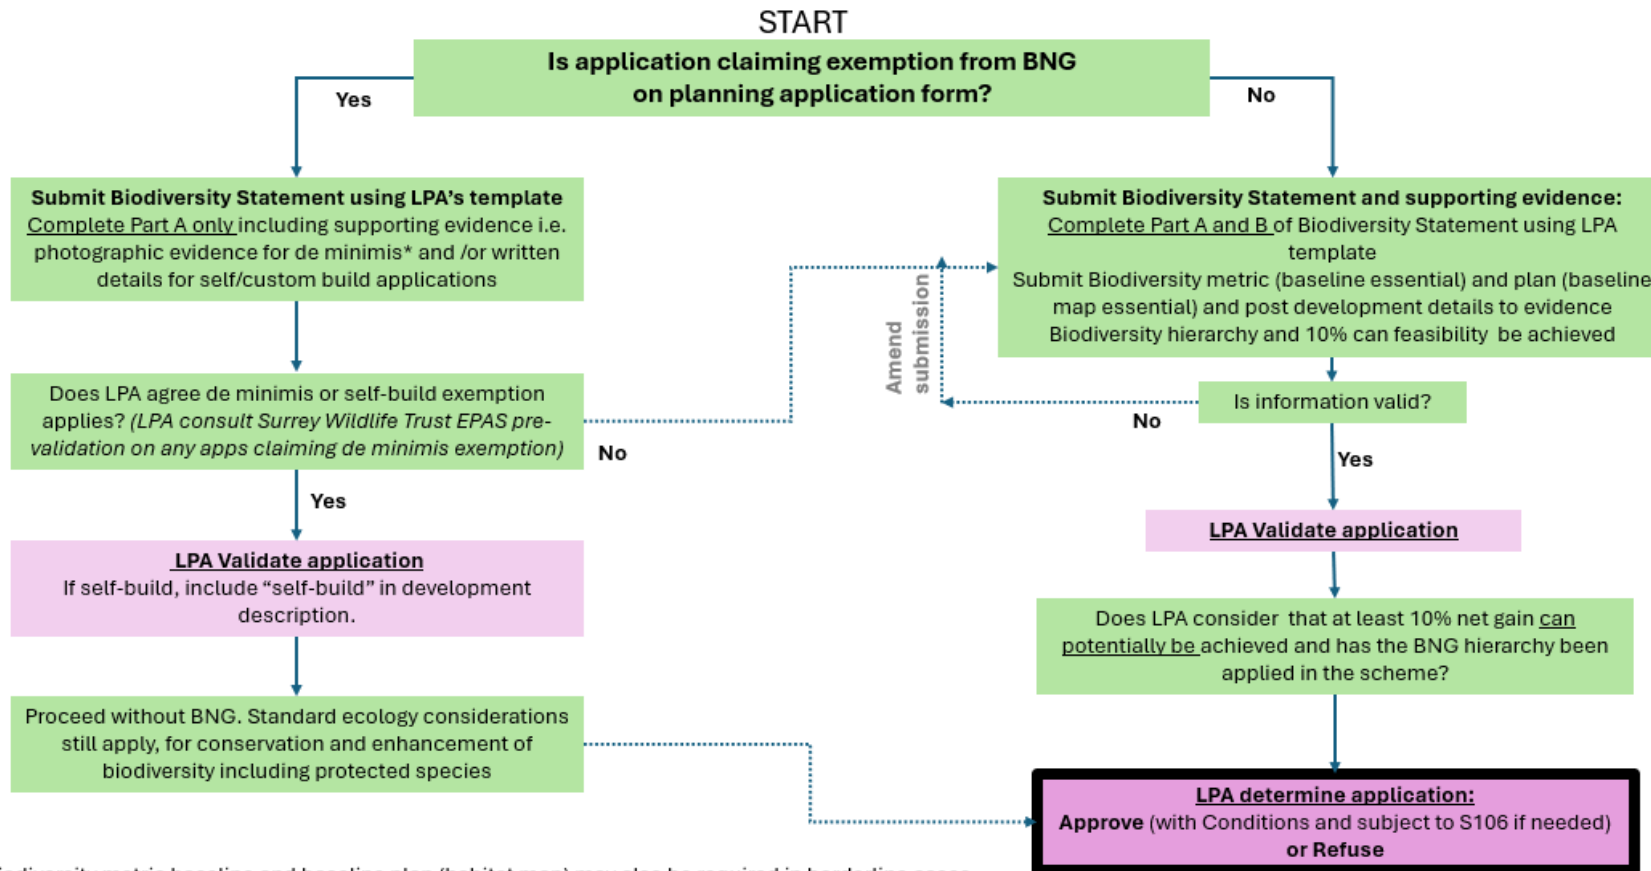 START
Is application claiming exemption from BNG
on planning application form?
Yes
No
Submit Biodiversity Statement using LPA's template
Complete Part A only including supporting evidence i.e.
photographic evidence for de minimis* and /or written
details for self/custom build applications
Submit Biodiversity Statement and supporting evidence:
Complete Part A and B of Biodiversity Statement using LPA
template
Submit Biodiversity metric (baseline essential) and plan (baseline
map essential) and post development details to evidence
Biodiversity hierarchy and 10% can feasibility be achieved
Amend
submission
Does LPA agree de minimis or self-build exemption
applies? (LPA consult Surrey Wildlife Trust EPAS pre-
validation on any apps claiming de minimis exemption)
No
Is information valid?
No
Yes
Yes
LPA Validate application
If self-build, include “self-build” in development
description.
LPA Validate application
Does LPA consider that at least 10% net gain can
potentially be achieved and has the BNG hierarchy been
applied in the scheme?
Proceed without BNG. Standard ecology considerations
still apply, for conservation and enhancement of
biodiversity including protected species
LPA determine application:
Approve (with Conditions and subject to S106 if needed)
or Refuse